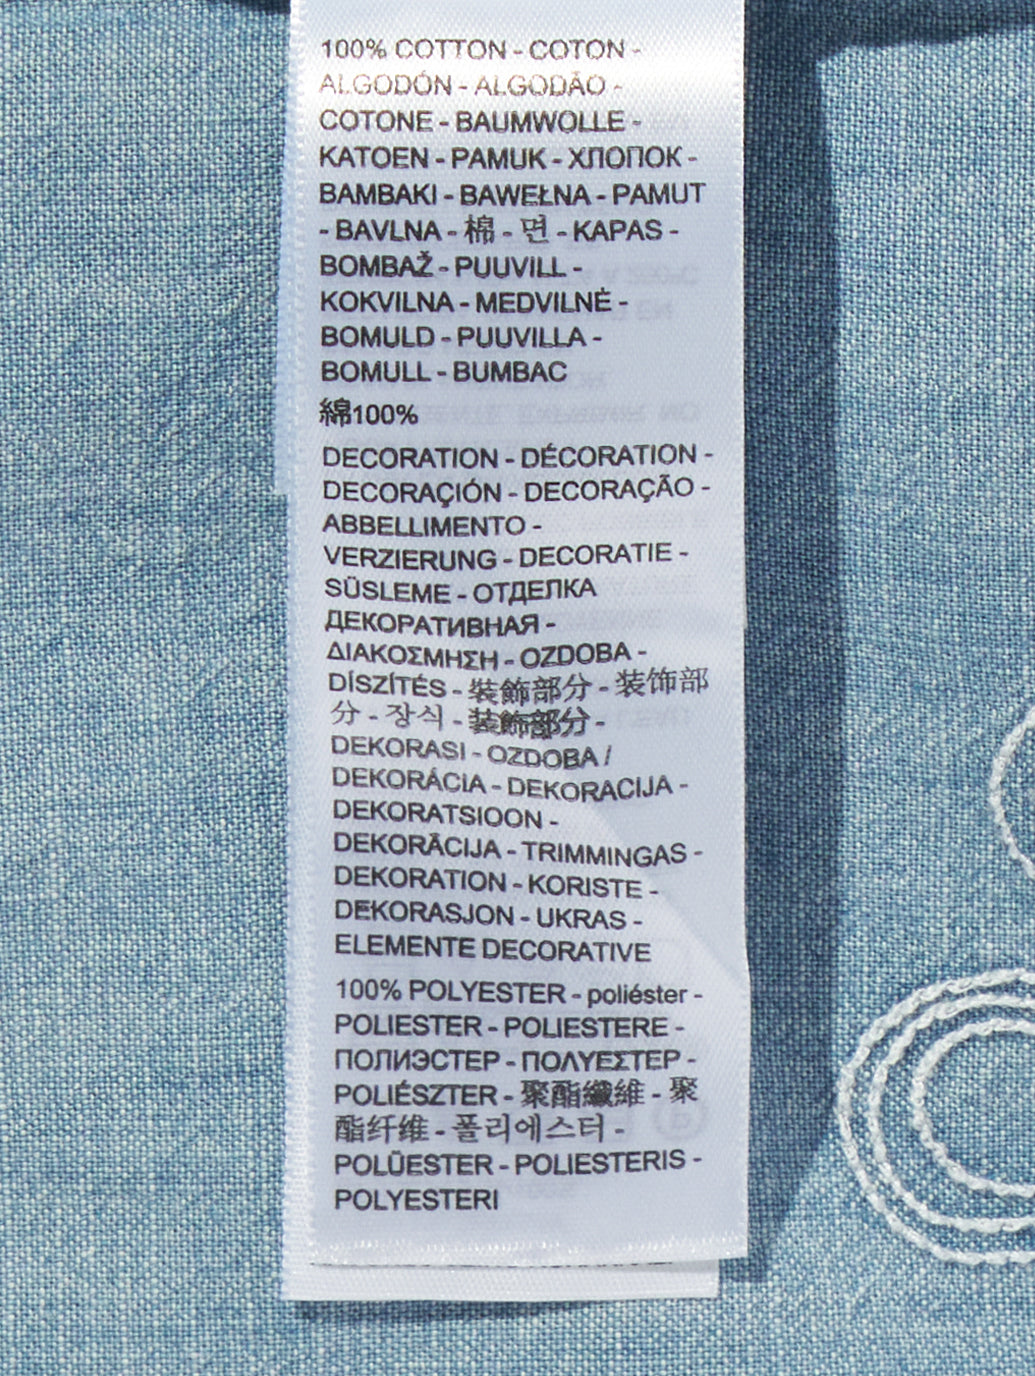 100% COTTON - COTON -
ALGODÓN - ALGODÃO -
COTONE - BAUMWOLLE -
KATOEN - PAMUK - ХЛОПОК -
BAMBAKI - BAWEŁNA - PAMUT
- BAVLNA - 棉 - 면 - KAPAS -
BOMBAŽ - PUUVILL -
KOKVILNA - MEDVILNĖ -
BOMULD - PUUVILLA -
BOMULL - BUMBAC
綿100%
DECORATION - DÉCORATION -
DECORAÇIÓN - DECORAÇÃO -
ABBELLIMENTO -
VERZIERUNG - DECORATIE -
SÜSLEME - ОТДЕЛКА
ДЕКОРАТИВНАЯ -
ΔΙΑΚΟΣΜΗΣΗ - OZDOBA -
DÍSZÍTÉS - 裝飾部分 - 装饰部
分 - 장식 - 装飾部分 -
DEKORASI - OZDOBA /
DEKORÁCIA - DEKORACIJA -
DEKORATSIOON -
DEKORĀCIJA - TRIMMINGAS -
DEKORATION - KORISTE -
DEKORASJON - UKRAS -
ELEMENTE DECORATIVE
100% POLYESTER - poliéster -
POLIESTER - POLIESTERE -
ПОЛИЭСТЕР - ΠΟΛΥΕΣΤΕΡ -
POLIÉSZTER - 聚酯纖維 - 聚
酯纤维 - 폴리에스터 -
POLÜESTER - POLIESTERIS -
POLYESTERI